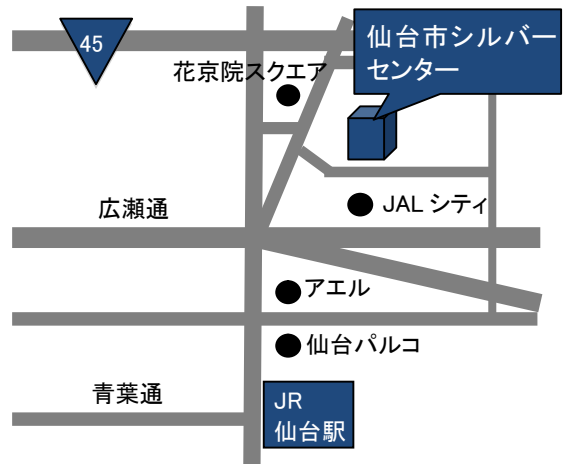 45
仙台市シルバー
センター
花京院スクエア
広瀬通
JAL シティ
アエル
仙台パルコ
青葉通
JR
仙台駅